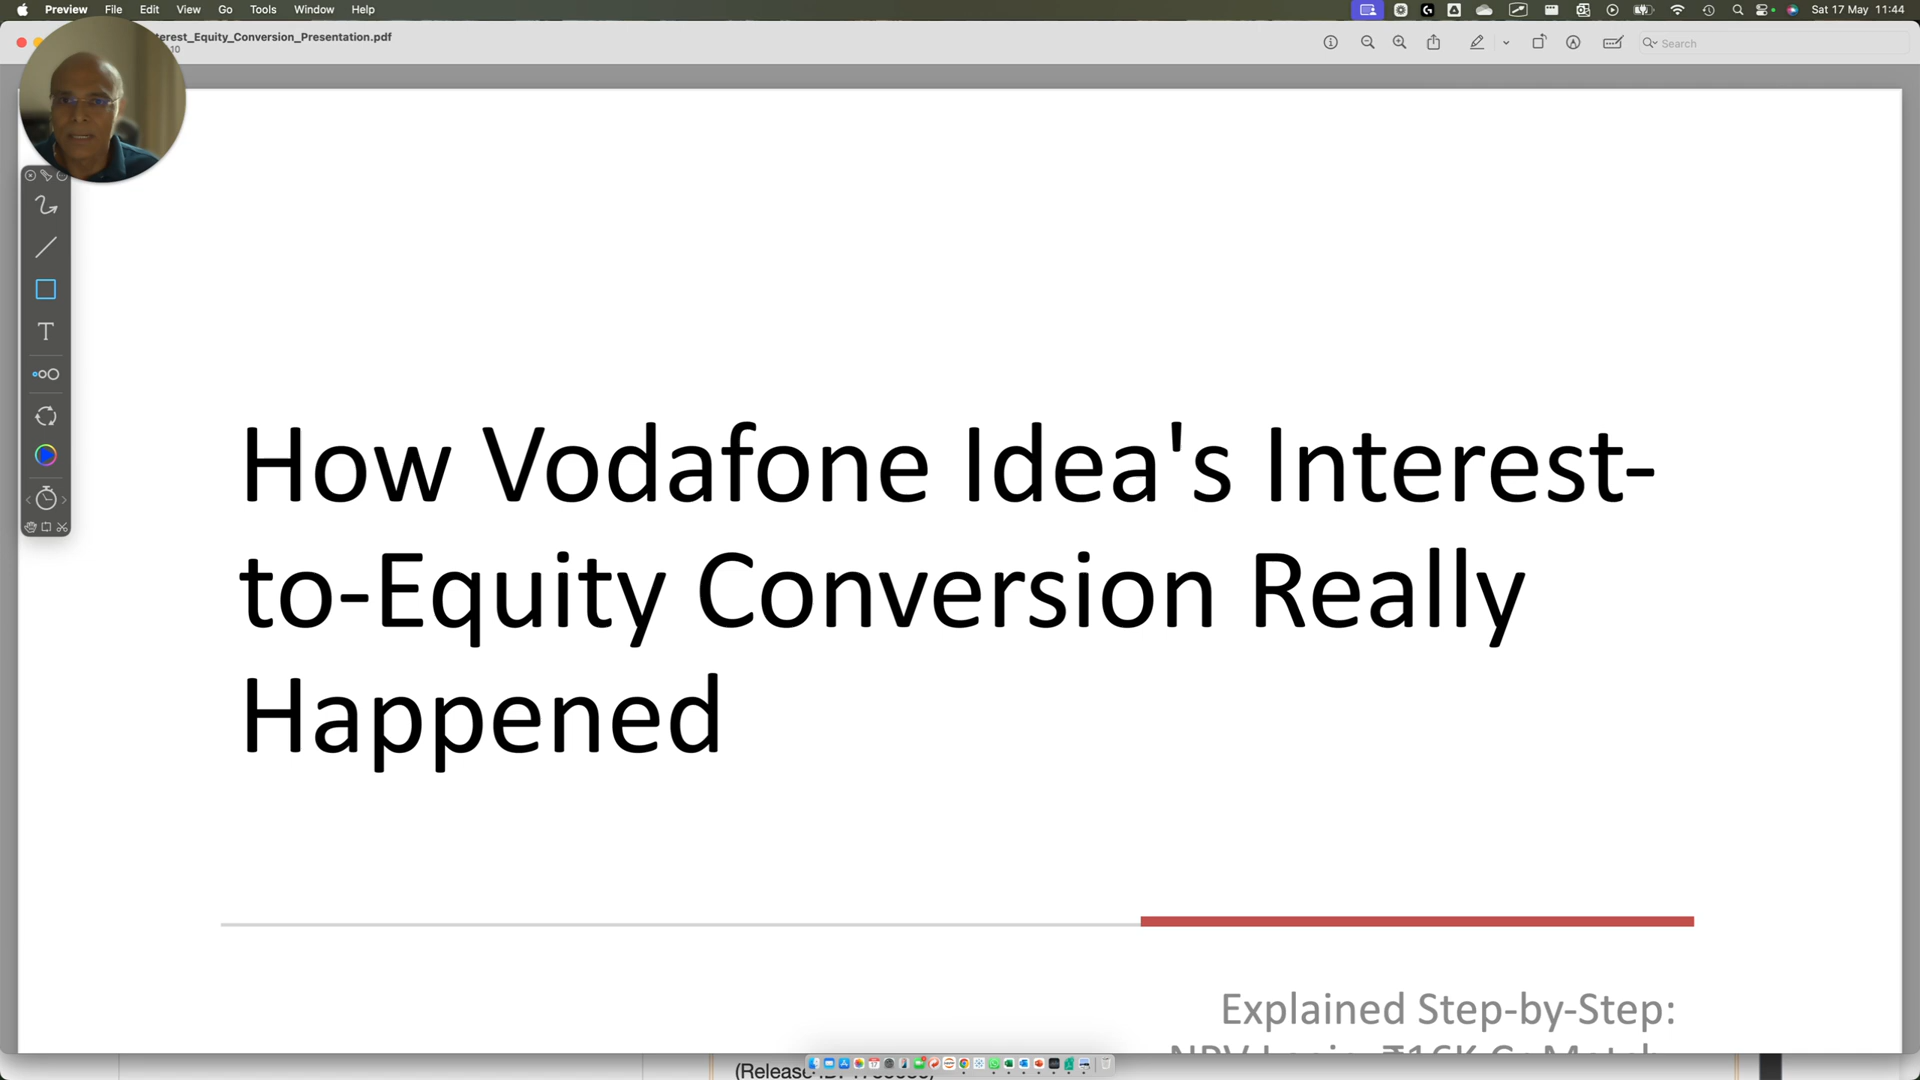 Preview File Edit View Go Tools Window Help
Sat 17 May 11:44
terest_Equity_Conversion_Presentation.pdf
10
Search
T
How Vodafone Idea's Interest-
to-Equity Conversion Really
Happened
Explained Step-by-Step: